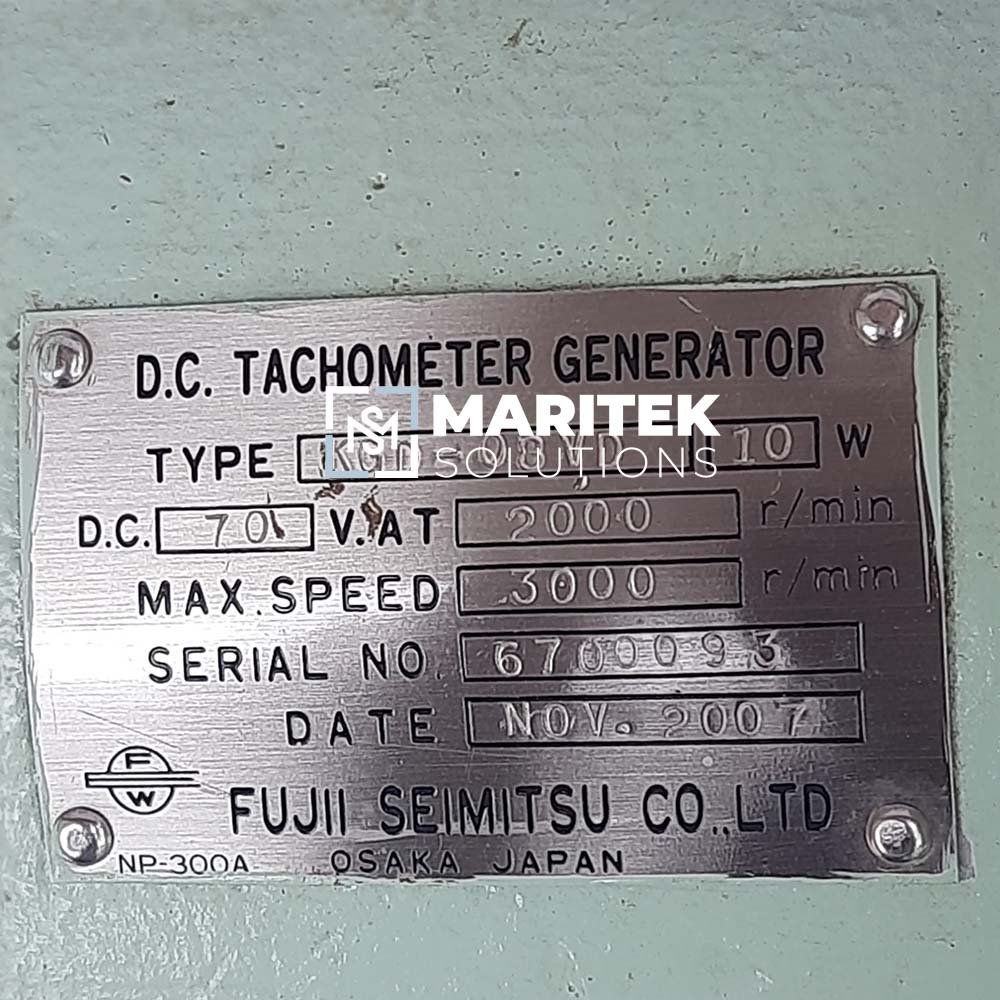 D.C. TACHOMETER GENERATOR
MARITEK
SOLUTIONS
TYPE 10 W
D.C. 70 V. AT 2000 r/min
MAX. SPEED 3000 r/min
SERIAL NO. 6700093
DATE NOV. 2007
F
W
FUJII SEIMITSU CO., LTD
NP-300A OSAKA JAPAN